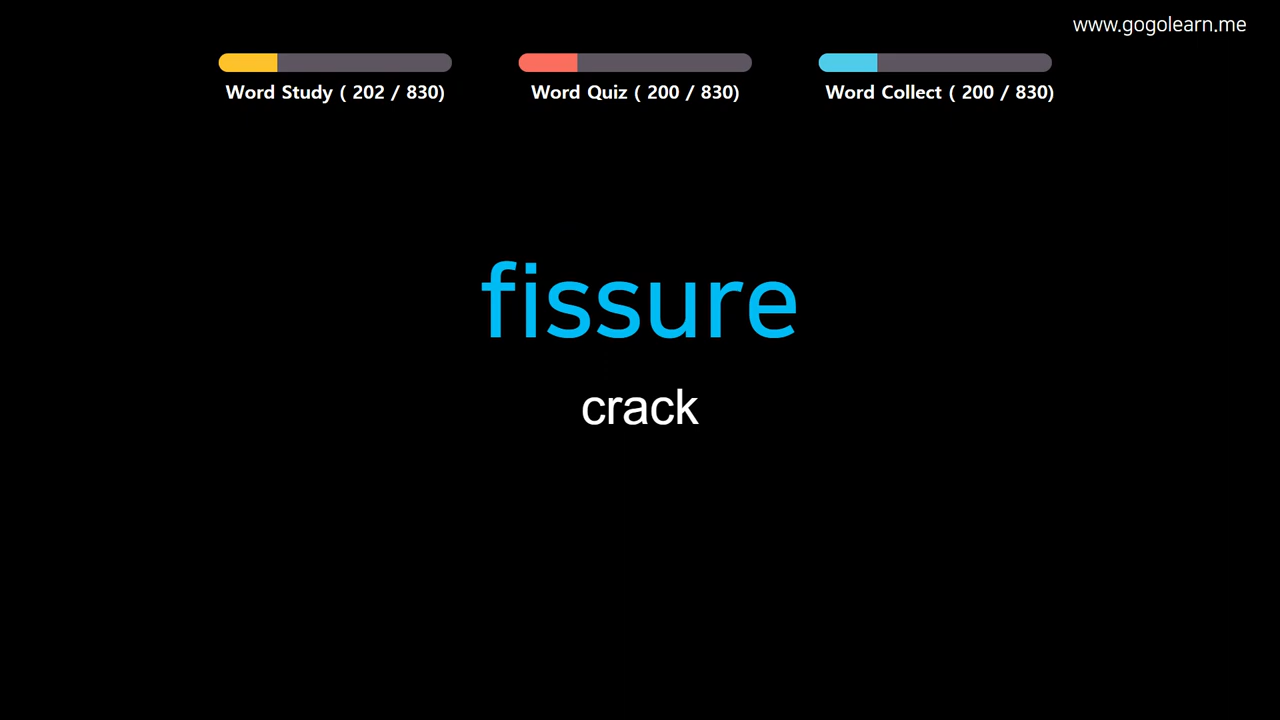 www.gogolearn.me
Word Study ( 202 / 830)
Word Quiz ( 200 / 830)
Word Collect ( 200 / 830)
fissure
crack